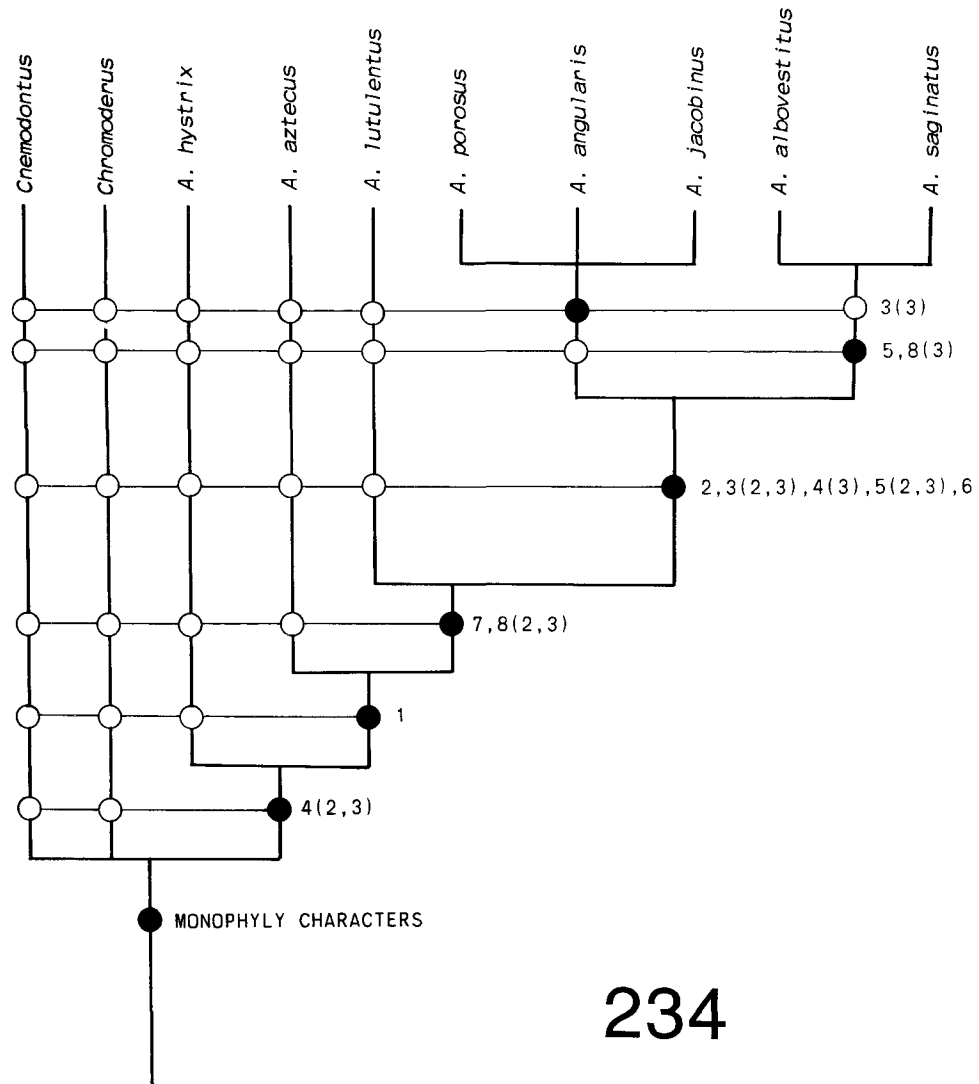 Cnemodontus
Chromoderus
A. hystrix
A. aztecus
A. lutulentus
A. porosus
A. angularis
A. jacobinus
A. albovestitus
A. saginatus
3(3)
5,8(3)
2,3(2,3),4(3),5(2,3),6
7,8(2,3)
1
4(2,3)
MONOPHYLY CHARACTERS
234